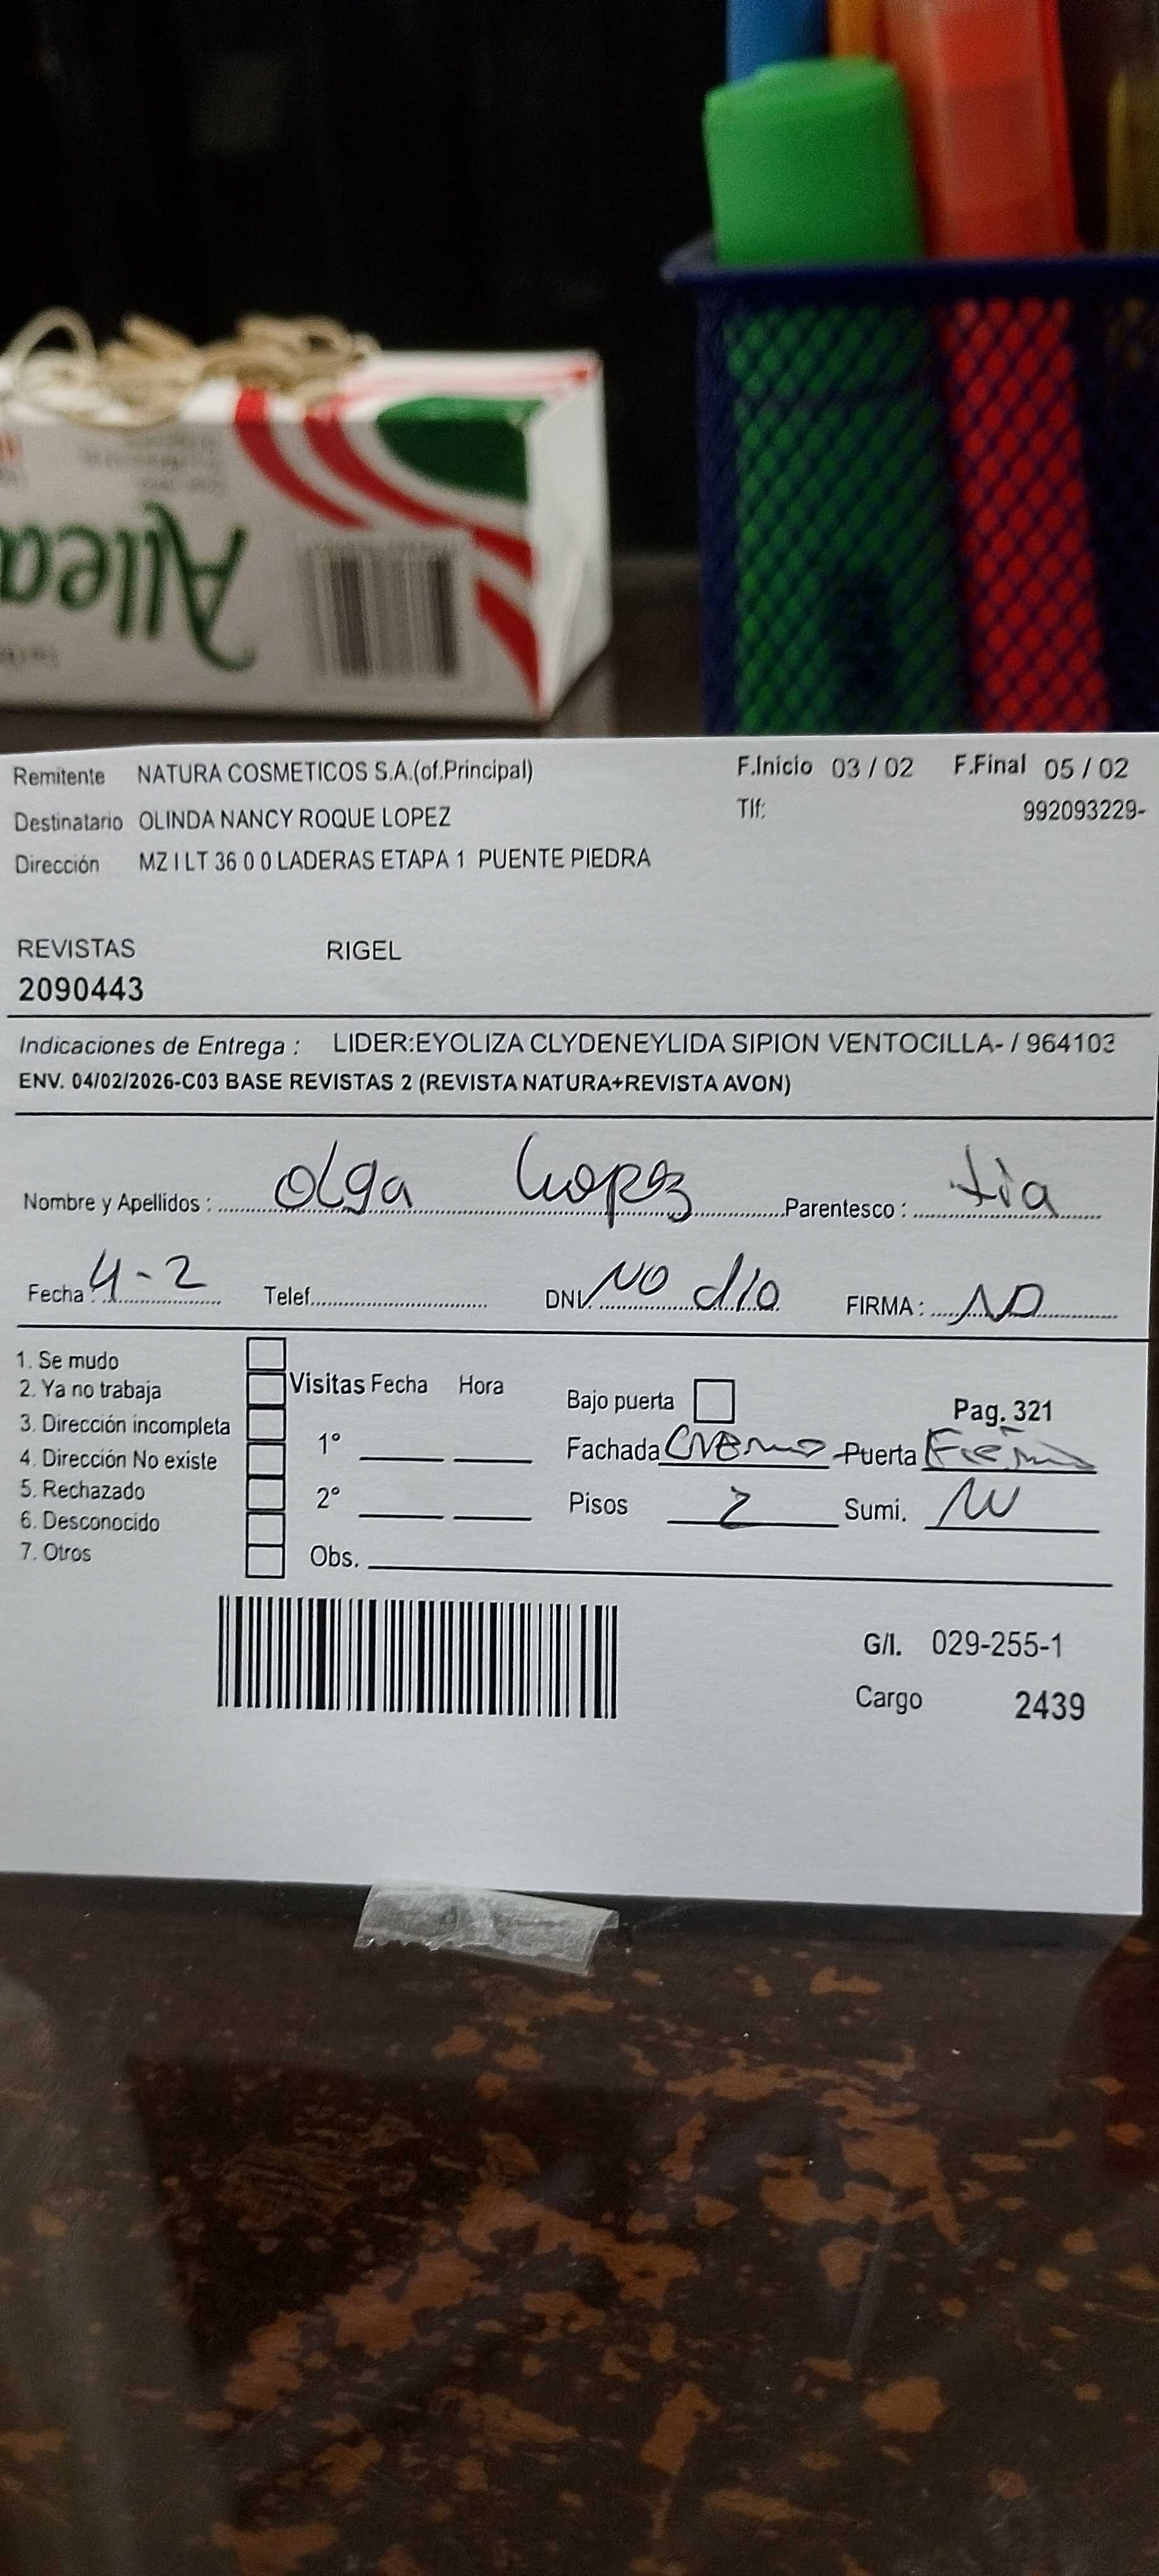 Allea
Remitente NATURA COSMETICOS S.A.(of.Principal) F.Inicio 03 / 02 F.Final 05 / 02
Destinatario OLINDA NANCY ROQUE LOPEZ Tlf: 992093229-
Dirección MZ I LT 36 0 0 LADERAS ETAPA 1 PUENTE PIEDRA
REVISTAS RIGEL
2090443
Indicaciones de Entrega : LIDER:EYOLIZA CLYDENEYLIDA SIPION VENTOCILLA- / 964103
ENV. 04/02/2026-C03 BASE REVISTAS 2 (REVISTA NATURA+REVISTA AVON)
Nombre y Apellidos : Olga Lopez Parentesco : tia
Fecha : 4-2 Telef. DNI. NO dio FIRMA : ND
1. Se mudo
2. Ya no trabaja Visitas Fecha Hora Bajo puerta Pag. 321
3. Dirección incompleta 1° Fachada Puerta
4. Dirección No existe
5. Rechazado 2° Pisos 2 Sumi.
6. Desconocido
7. Otros Obs.
G/I. 029-255-1
Cargo 2439